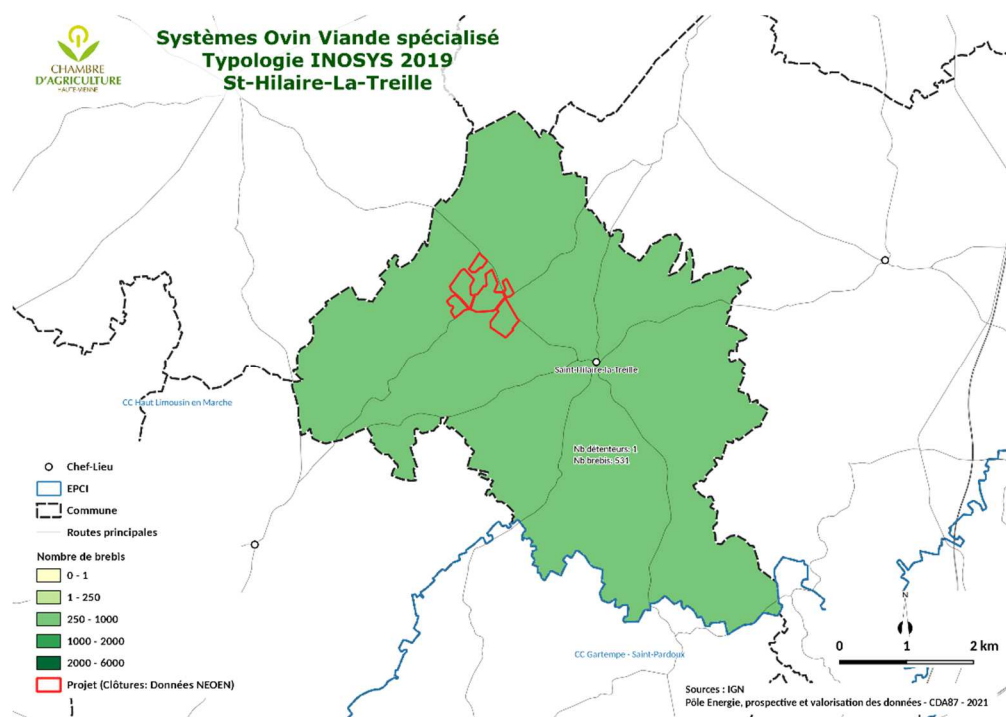 Systèmes Ovin Viande spécialisé
Typologie INOSYS 2019
St-Hilaire-La-Treille
CHAMBRE
D'AGRICULTURE
HAUTE-VIENNE
Saint-Hilaire-la-Treille
CC Haut Limousin en Marche
Nb détenteurs: 1
Nb brebis: 531
Chef-Lieu
EPCI
Commune
Routes principales
Nombre de brebis
0 - 1
1 - 250
250 - 1000
1000 - 2000
2000 - 6000
Projet (Clôtures: Données NEOEN)
CC Gartempe - Saint-Pardoux
N
0 1 2 km
Sources : IGN
Pôle Energie, prospective et valorisation des données - CDA87 - 2021